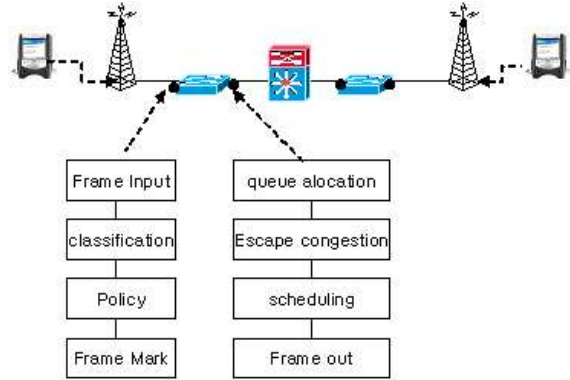 Frame Input
classification
Policy
Frame Mark
queue alocation
Escape congestion
scheduling
Frame out